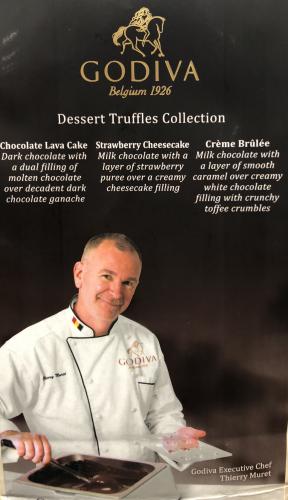 GODIVA
Belgium 1926
Dessert Truffles Collection
Chocolate Lava Cake
Dark chocolate with
a dual filling of
molten chocolate
over decadent dark
chocolate ganache
Strawberry Cheesecake
Milk chocolate with a
layer of strawberry
puree over a creamy
cheesecake filling
Crème Brûlée
Milk chocolate with
a layer of smooth
caramel over creamy
white chocolate
filling with crunchy
toffee crumbles
GODIVA
Thierry Muret
Godiva Executive Chef
Thierry Muret